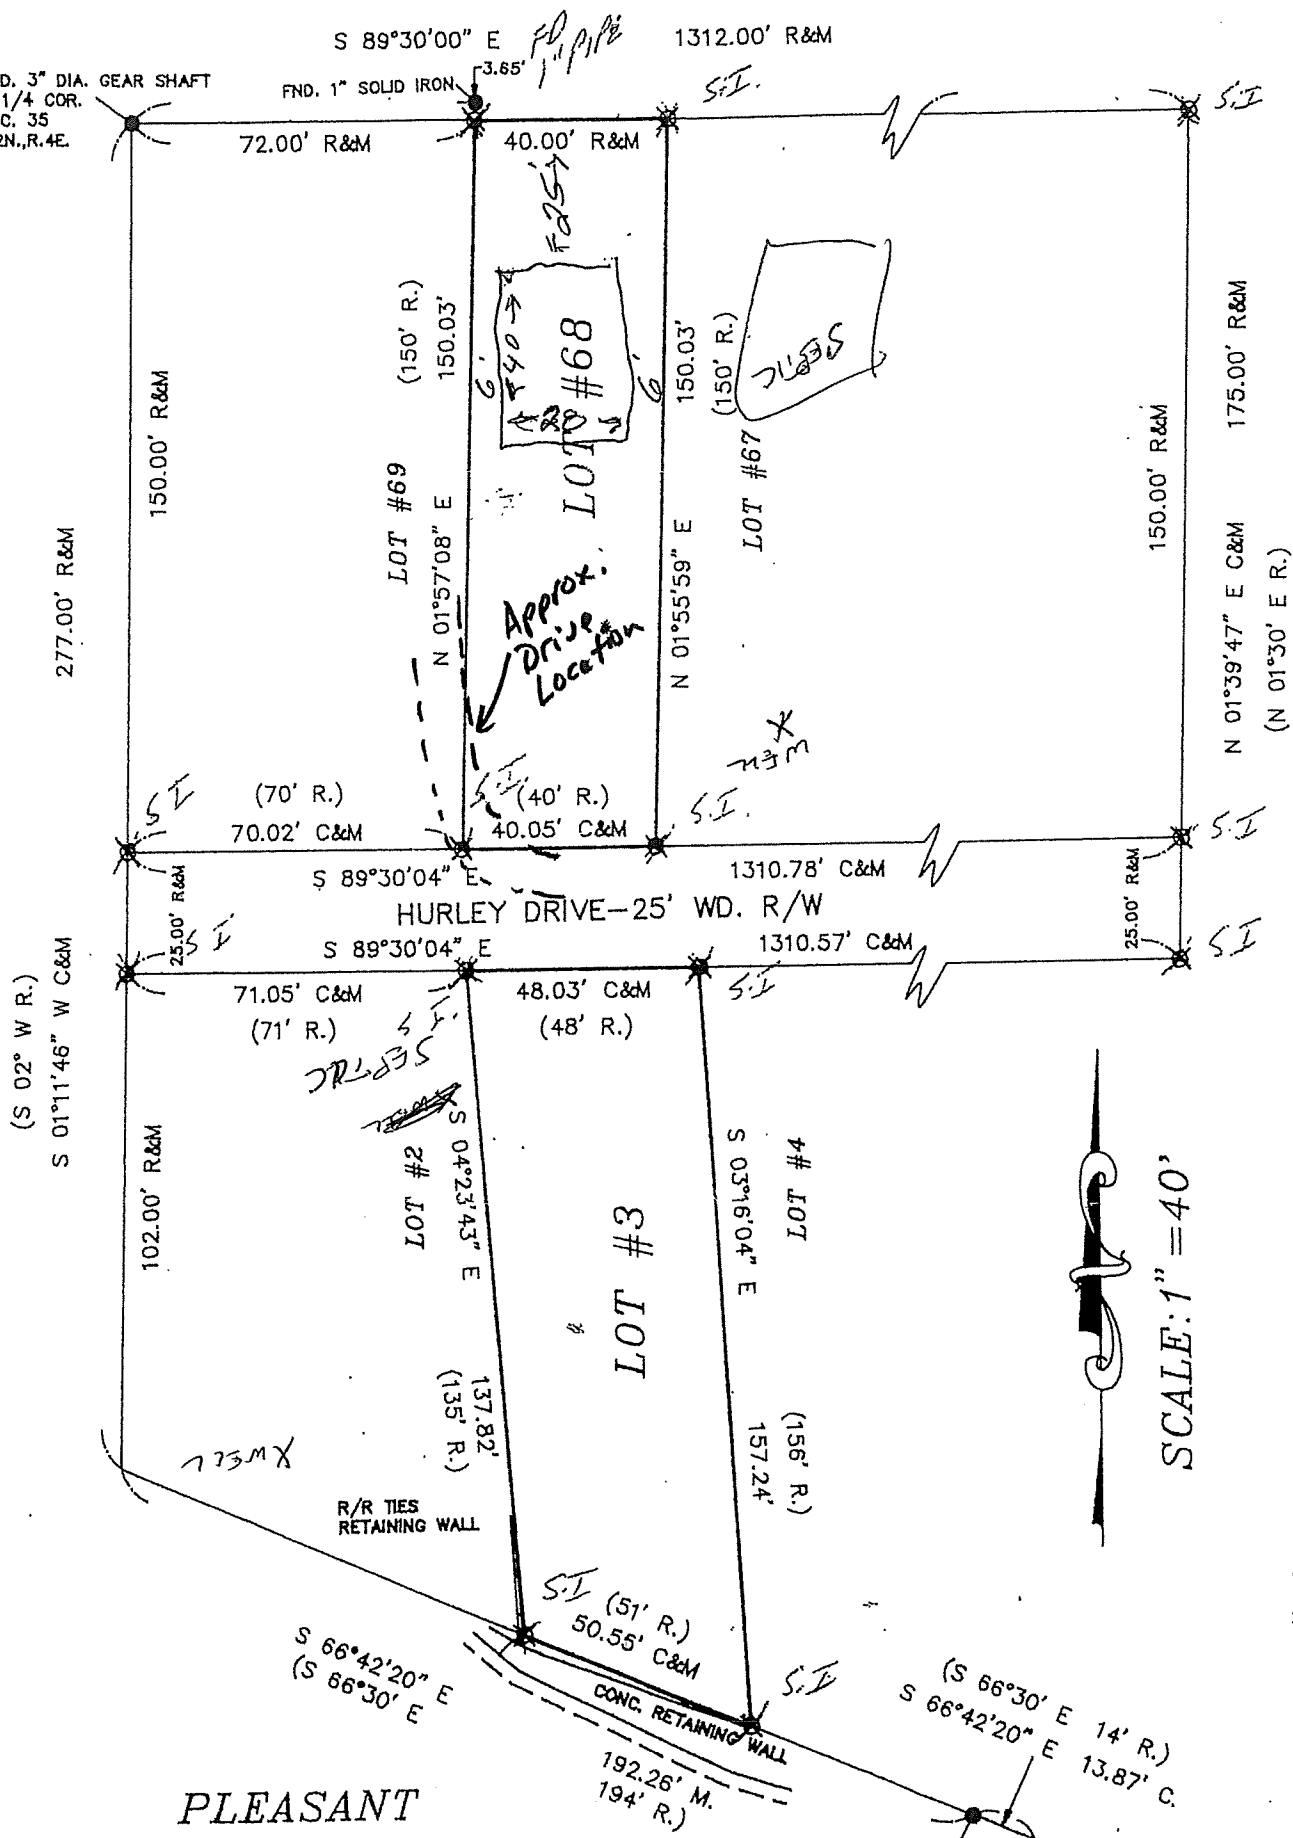 S 89°30'00" E
FD 1" PIPE
1312.00' R&M
D. 3" DIA. GEAR SHAFT
1/4 COR.
C. 35
2N.,R.4E.
FND. 1" SOLID IRON
3.65'
S.I.
S.I
72.00' R&M
40.00' R&M
25'
(150' R.)
150.03'
6'
40
28
LOT #68
6'
150.03'
(150' R.)
SEPTIC
175.00' R&M
150.00' R&M
277.00' R&M
LOT #69
N 01°57'08" E
LOT #67
N 01°55'59" E
150.00' R&M
N 01°39'47" E C&M
(N 01°30' E R.)
Approx.
Drive
Location
X
WELL
S I
(70' R.)
S.I.
(40' R.)
S.I.
S.I
70.02' C&M
40.05' C&M
S 89°30'04" E
1310.78' C&M
25.00' R&M
HURLEY DRIVE-25' WD. R/W
25.00' R&M
S I
S 89°30'04" E
1310.57' C&M
S I
71.05' C&M
48.03' C&M
S.I
(71' R.)
(48' R.)
S.I.
SEPTIC
(S 02° W R.)
S 01°11'46" W C&M
102.00' R&M
LOT #2
S 04°23'43" E
137.82'
(135' R.)
LOT #3
S 03°16'04" E
157.24'
(156' R.)
LOT #4
SCALE: 1"=40'
X WELL
R/R TIES
RETAINING WALL
S.I
(51' R.)
50.55' C&M
S.I
CONC. RETAINING WALL
S 66°42'20" E
(S 66°30' E
192.26' M.
194' R.)
(S 66°30' E 14' R.)
S 66°42'20" E 13.87' C.
PLEASANT